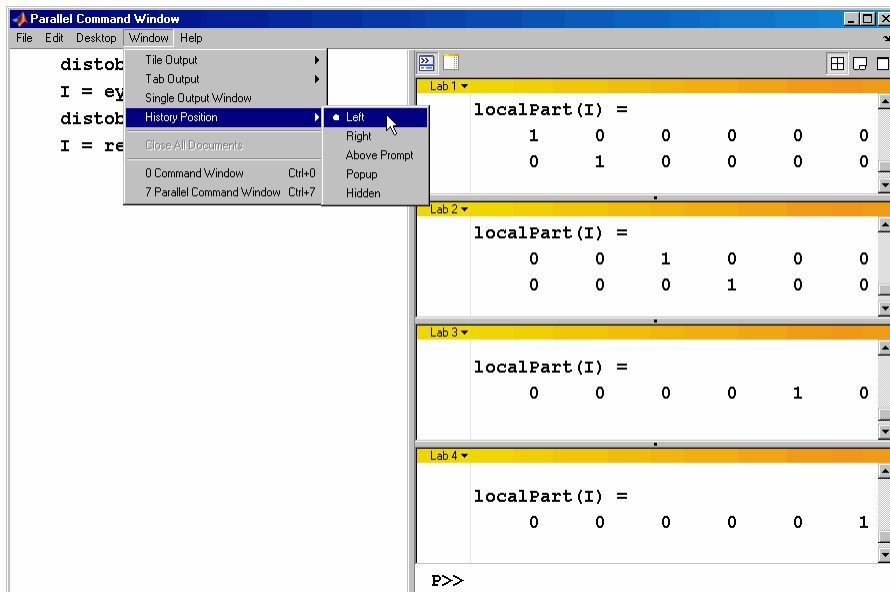 Parallel Command Window
File Edit Desktop Window Help
distob
I = ey
distob
I = re
Tile Output
Tab Output
Single Output Window
History Position
Close All Documents
0 Command Window Ctrl+0
7 Parallel Command Window Ctrl+7
Left
Right
Above Prompt
Popup
Hidden
Lab 1
localPart(I) =
1 0 0 0 0 0
0 1 0 0 0 0
Lab 2
localPart(I) =
0 0 1 0 0 0
0 0 0 1 0 0
Lab 3
localPart(I) =
0 0 0 0 1 0
Lab 4
localPart(I) =
0 0 0 0 0 1
P>>